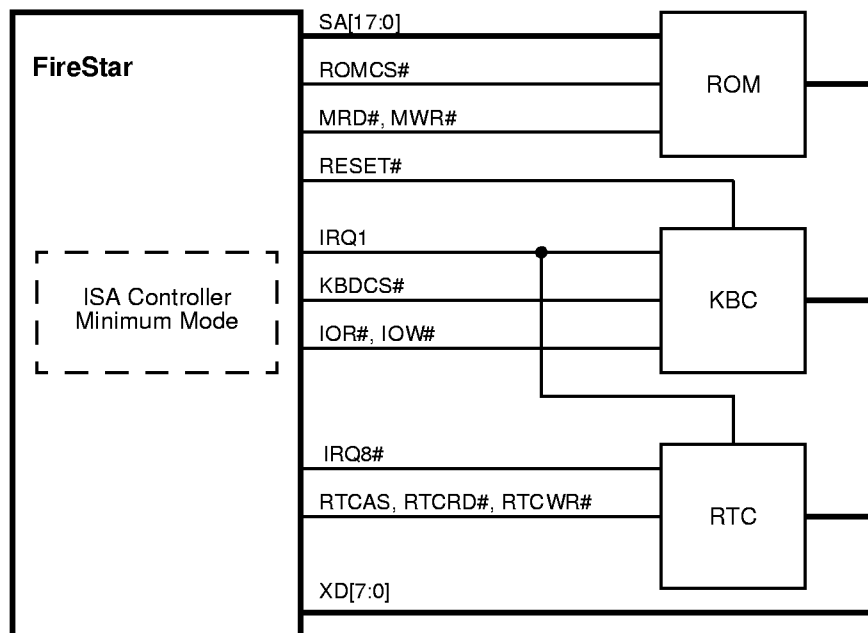 SA[17:0]
FireStar
ROMCS#
ROM
MRD#, MWR#
RESET#
IRQ1
ISA Controller
Minimum Mode
KBDCS#
KBC
IOR#, IOW#
IRQ8#
RTCAS, RTCRD#, RTCWR#
RTC
XD[7:0]